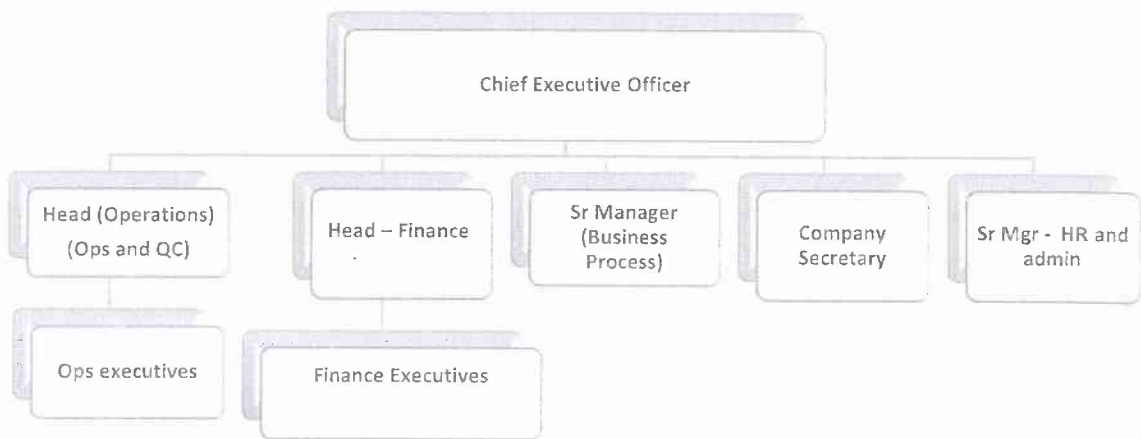 Chief Executive Officer
Head (Operations)
(Ops and QC)
Head – Finance
Sr Manager
(Business
Process)
Company
Secretary
Sr Mgr - HR and
admin
Ops executives
Finance Executives